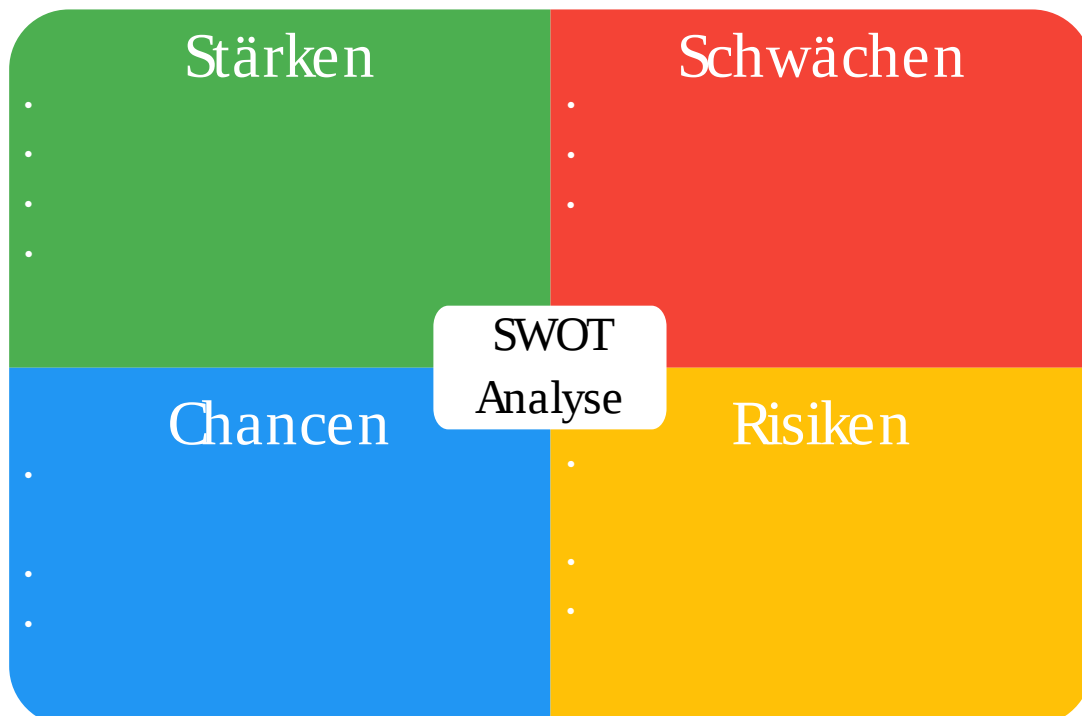 Stärken
Schwächen
SWOT
Analyse
Chancen
Risiken